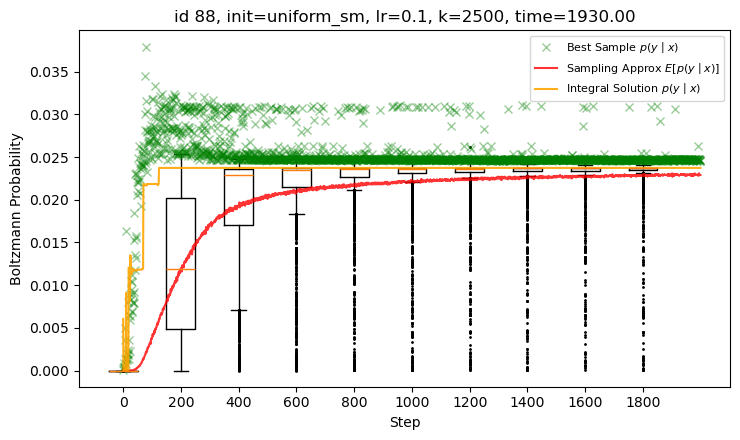 id 88, init=uniform_sm, lr=0.1, k=2500, time=1930.00
Best Sample p(y | x)
Sampling Approx E[p(y | x)]
Integral Solution p(y | x)
Boltzmann Probability
0.035
0.030
0.025
0.020
0.015
0.010
0.005
0.000
0 200 400 600 800 1000 1200 1400 1600 1800
Step